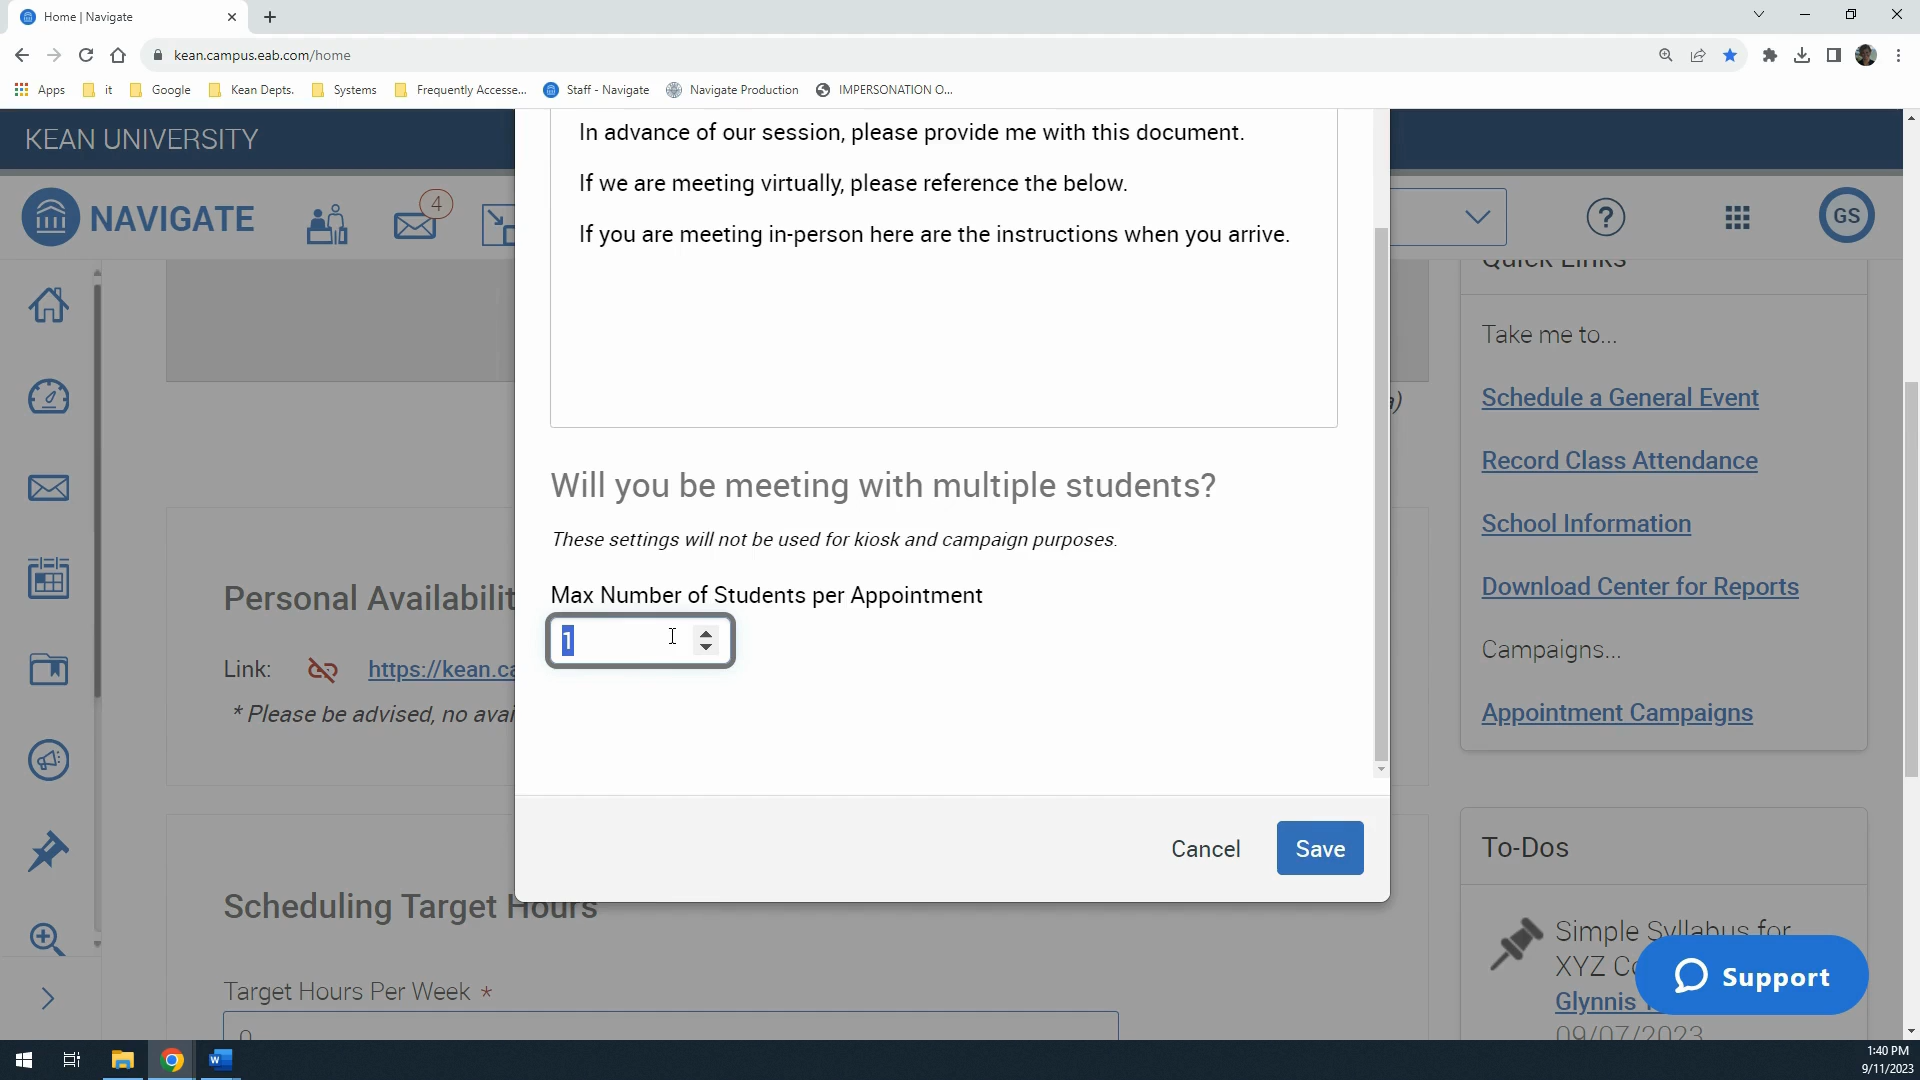 Home | Navigate
kean.campus.eab.com/home
Apps it Google Kean Depts. Systems Frequently Accesse... Staff - Navigate Navigate Production IMPERSONATION O...
KEAN UNIVERSITY
NAVIGATE
4
GS
In advance of our session, please provide me with this document.
If we are meeting virtually, please reference the below.
If you are meeting in-person here are the instructions when you arrive.
Will you be meeting with multiple students?
These settings will not be used for kiosk and campaign purposes.
Max Number of Students per Appointment
1
Cancel
Save
Personal Availabilit
Link: https://kean.ca
* Please be advised, no avai
Scheduling Target Hours
Target Hours Per Week *
0
Quick Links
Take me to...
Schedule a General Event
Record Class Attendance
School Information
Download Center for Reports
Campaigns...
Appointment Campaigns
To-Dos
Simple Syllabus for
XYZ Co
Glynnis
09/07/2023
Support
1:40 PM
9/11/2023